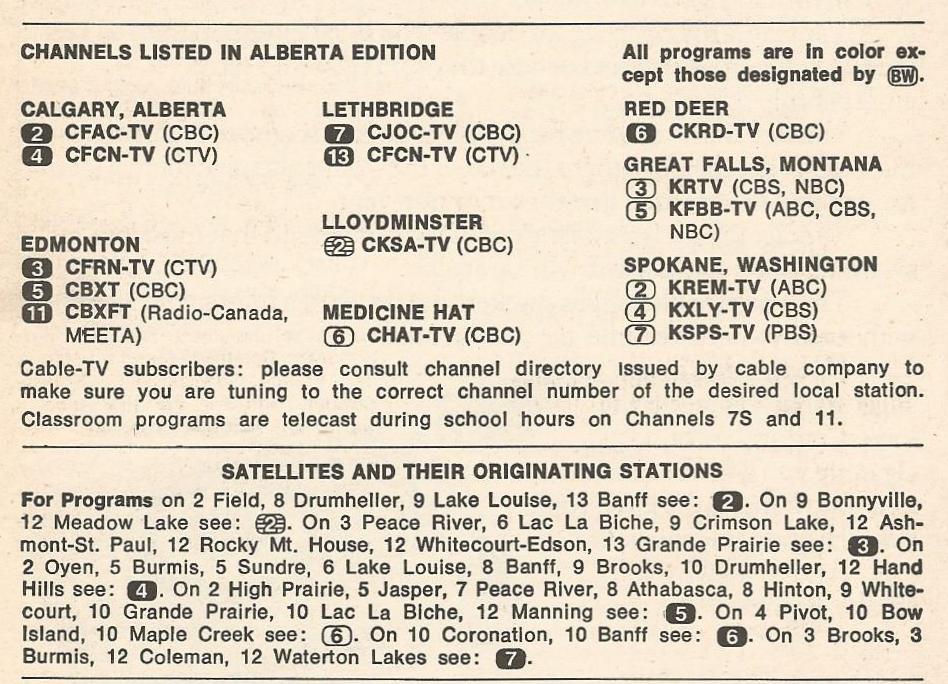 CHANNELS LISTED IN ALBERTA EDITION
All programs are in color ex-
cept those designated by (BW).
CALGARY, ALBERTA
2 CFAC-TV (CBC)
4 CFCN-TV (CTV)
EDMONTON
3 CFRN-TV (CTV)
5 CBXT (CBC)
11 CBXFT (Radio-Canada,
MEETA)
LETHBRIDGE
7 CJOC-TV (CBC)
13 CFCN-TV (CTV)
LLOYDMINSTER
2 CKSA-TV (CBC)
MEDICINE HAT
6 CHAT-TV (CBC)
RED DEER
6 CKRD-TV (CBC)
GREAT FALLS, MONTANA
3 KRTV (CBS, NBC)
5 KFBB-TV (ABC, CBS,
NBC)
SPOKANE, WASHINGTON
2 KREM-TV (ABC)
4 KXLY-TV (CBS)
7 KSPS-TV (PBS)
Cable-TV subscribers: please consult channel directory issued by cable company to
make sure you are tuning to the correct channel number of the desired local station.
Classroom programs are telecast during school hours on Channels 7S and 11.
SATELLITES AND THEIR ORIGINATING STATIONS
For Programs on 2 Field, 8 Drumheller, 9 Lake Louise, 13 Banff see: 2. On 9 Bonnyville,
12 Meadow Lake see: 2. On 3 Peace River, 6 Lac La Biche, 9 Crimson Lake, 12 Ash-
mont-St. Paul, 12 Rocky Mt. House, 12 Whitecourt-Edson, 13 Grande Prairie see: 3. On
2 Oyen, 5 Burmis, 5 Sundre, 6 Lake Louise, 8 Banff, 9 Brooks, 10 Drumheller, 12 Hand
Hills see: 4. On 2 High Prairie, 5 Jasper, 7 Peace River, 8 Athabasca, 8 Hinton, 9 White-
court, 10 Grande Prairie, 10 Lac La Biche, 12 Manning see: 5. On 4 Pivot, 10 Bow
Island, 10 Maple Creek see: 6. On 10 Coronation, 10 Banff see: 6. On 3 Brooks, 3
Burmis, 12 Coleman, 12 Waterton Lakes see: 7.